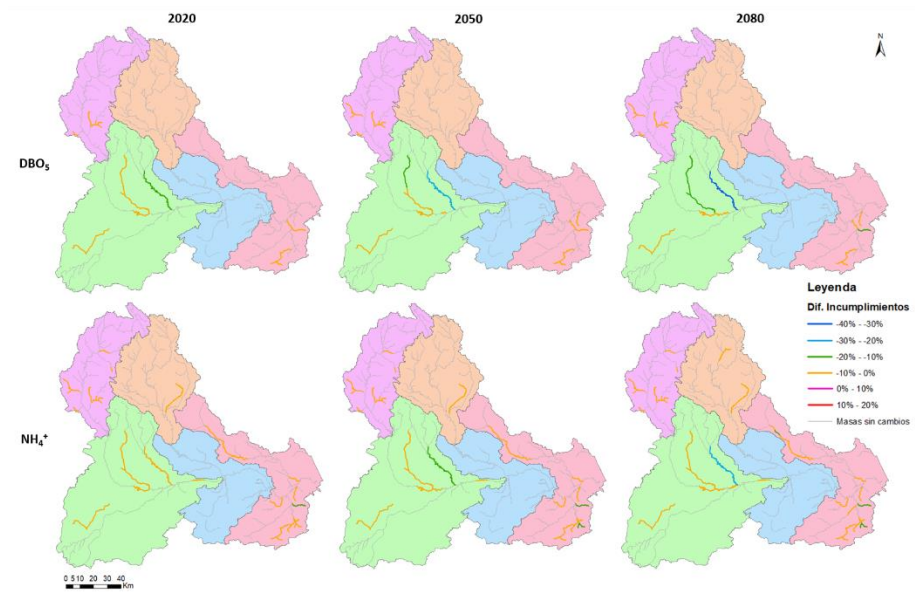 2020 2050 2080
N
DBO₅
Leyenda
Dif. Incumplimientos
-40% - -30%
-30% - -20%
-20% - -10%
-10% - 0%
0% - 10%
10% - 20%
Masas sin cambios
NH₄⁺
0 5 10 20 30 40
Km